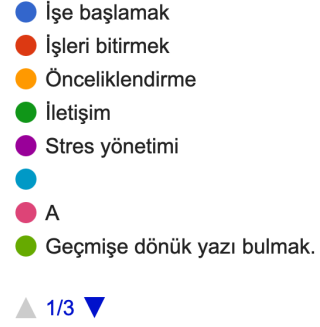 İşe başlamak
İşleri bitirmek
Önceliklendirme
İletişim
Stres yönetimi
A
Geçmişe dönük yazı bulmak.
1/3